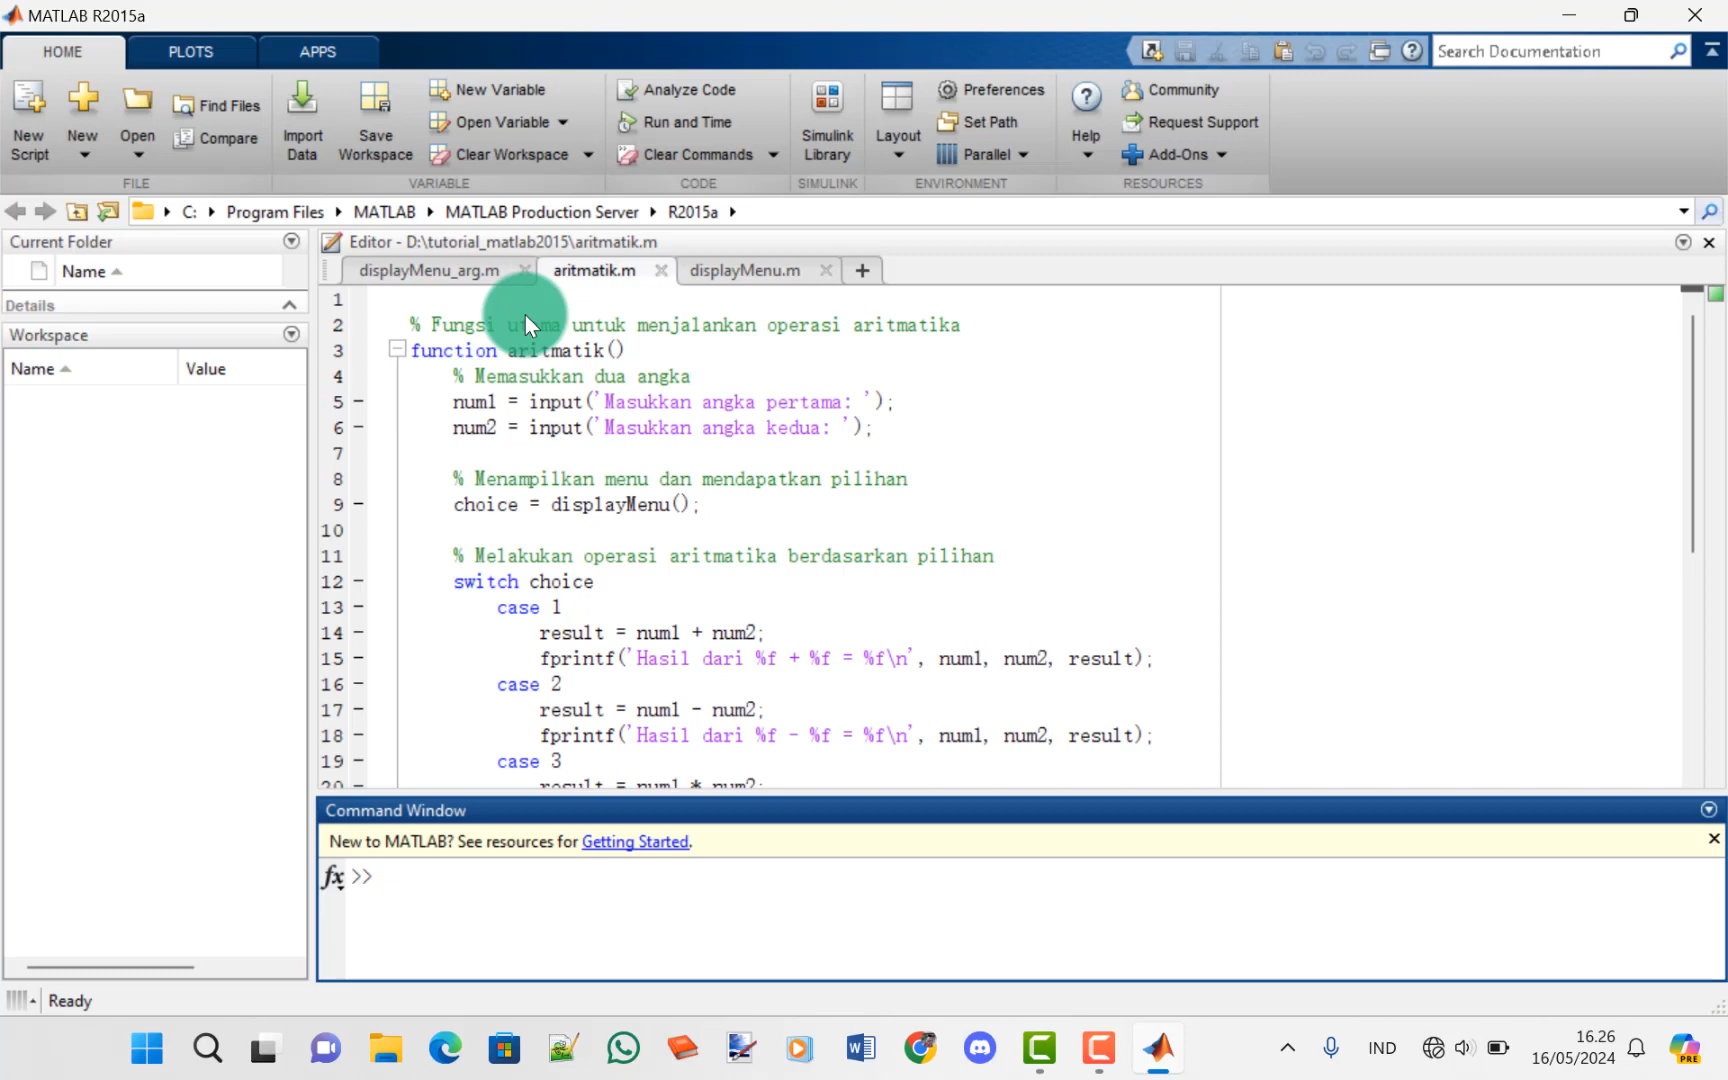 MATLAB R2015a
HOME PLOTS APPS
Search Documentation
New Script
New
Open
Find Files
Compare
Import Data
Save Workspace
New Variable
Open Variable
Clear Workspace
Analyze Code
Run and Time
Clear Commands
Simulink Library
Layout
Preferences
Set Path
Parallel
Help
Community
Request Support
Add-Ons
FILE VARIABLE CODE SIMULINK ENVIRONMENT RESOURCES
C: Program Files MATLAB MATLAB Production Server R2015a
Current Folder
Name
Details
Workspace
Name Value
Editor - D:\tutorial_matlab2015\aritmatik.m
displayMenu_arg.m aritmatik.m displayMenu.m +
1
2 % Fungsi utama untuk menjalankan operasi aritmatika
3 function aritmatik()
4 % Memasukkan dua angka
5 - num1 = input('Masukkan angka pertama: ');
6 - num2 = input('Masukkan angka kedua: ');
7
8 % Menampilkan menu dan mendapatkan pilihan
9 - choice = displayMenu();
10
11 % Melakukan operasi aritmatika berdasarkan pilihan
12 - switch choice
13 - case 1
14 - result = num1 + num2;
15 - fprintf('Hasil dari %f + %f = %f\n', num1, num2, result);
16 - case 2
17 - result = num1 - num2;
18 - fprintf('Hasil dari %f - %f = %f\n', num1, num2, result);
19 - case 3
20 - result = num1 * num2;
Command Window
New to MATLAB? See resources for Getting Started.
fx >>
Ready
IND
16.26
16/05/2024
PRE